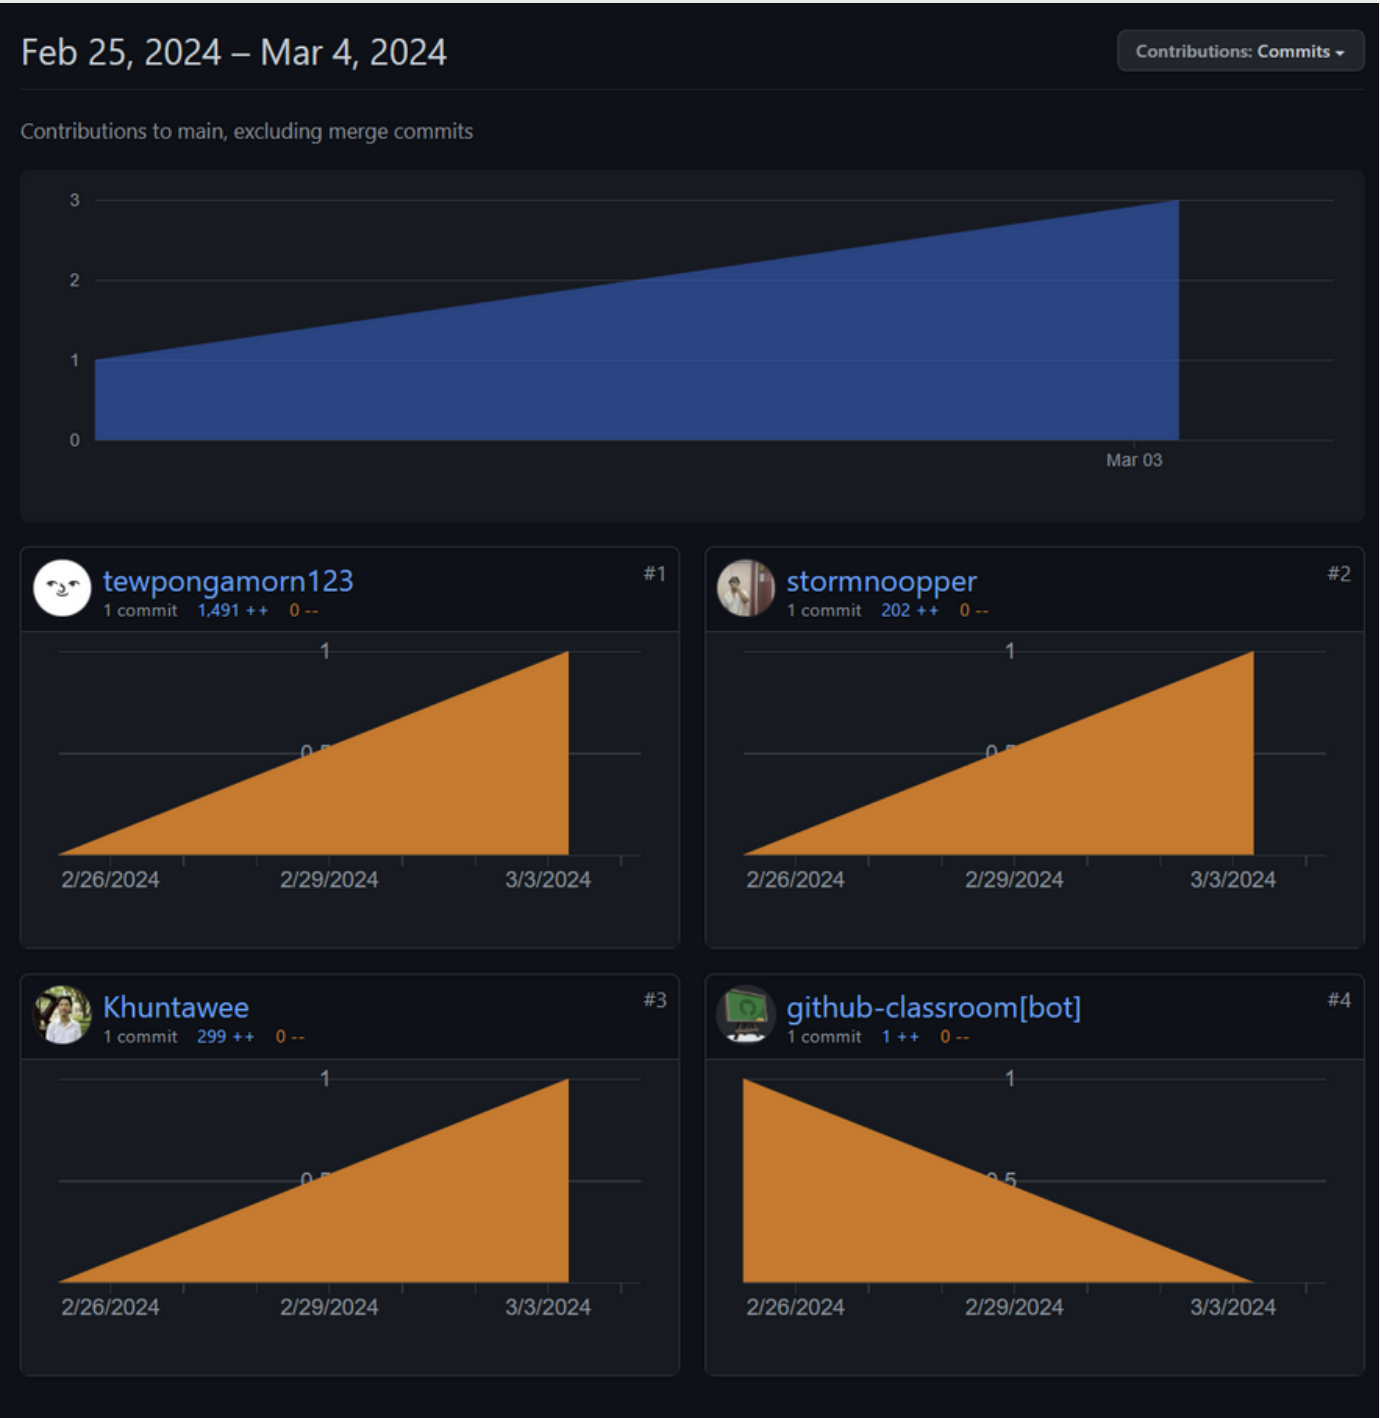 Feb 25, 2024 – Mar 4, 2024
Contributions: Commits
Contributions to main, excluding merge commits
3
2
1
0
Mar 03
tewpongamorn123
#1
1 commit 1,491 ++ 0 --
1
2/26/2024 2/29/2024 3/3/2024
stormnoopper
#2
1 commit 202 ++ 0 --
1
2/26/2024 2/29/2024 3/3/2024
Khuntawee
#3
1 commit 299 ++ 0 --
1
2/26/2024 2/29/2024 3/3/2024
github-classroom[bot]
#4
1 commit 1 ++ 0 --
1
0.5
2/26/2024 2/29/2024 3/3/2024